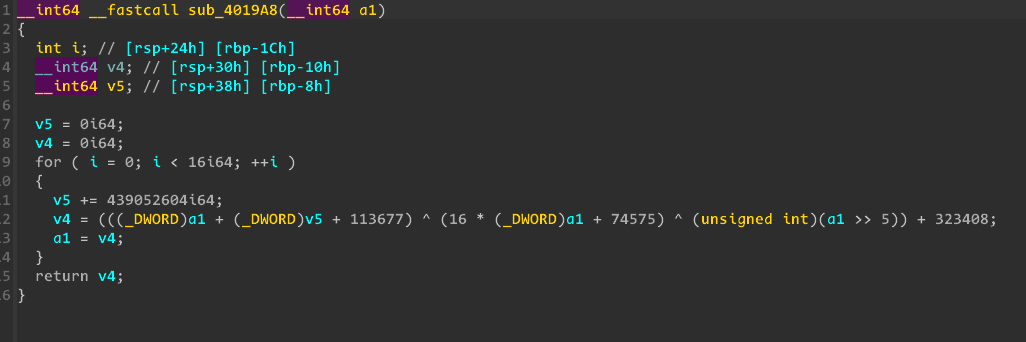 1 __int64 __fastcall sub_4019A8(__int64 a1)
2 {
3 int i; // [rsp+24h] [rbp-1Ch]
4 __int64 v4; // [rsp+30h] [rbp-10h]
5 __int64 v5; // [rsp+38h] [rbp-8h]
6
7 v5 = 0i64;
8 v4 = 0i64;
9 for ( i = 0; i < 16i64; ++i )
.0 {
.1 v5 += 439052604i64;
.2 v4 = (((_DWORD)a1 + (_DWORD)v5 + 113677) ^ (16 * (_DWORD)a1 + 74575) ^ (unsigned int)(a1 >> 5)) + 323408;
.3 a1 = v4;
.4 }
.5 return v4;
.6 }